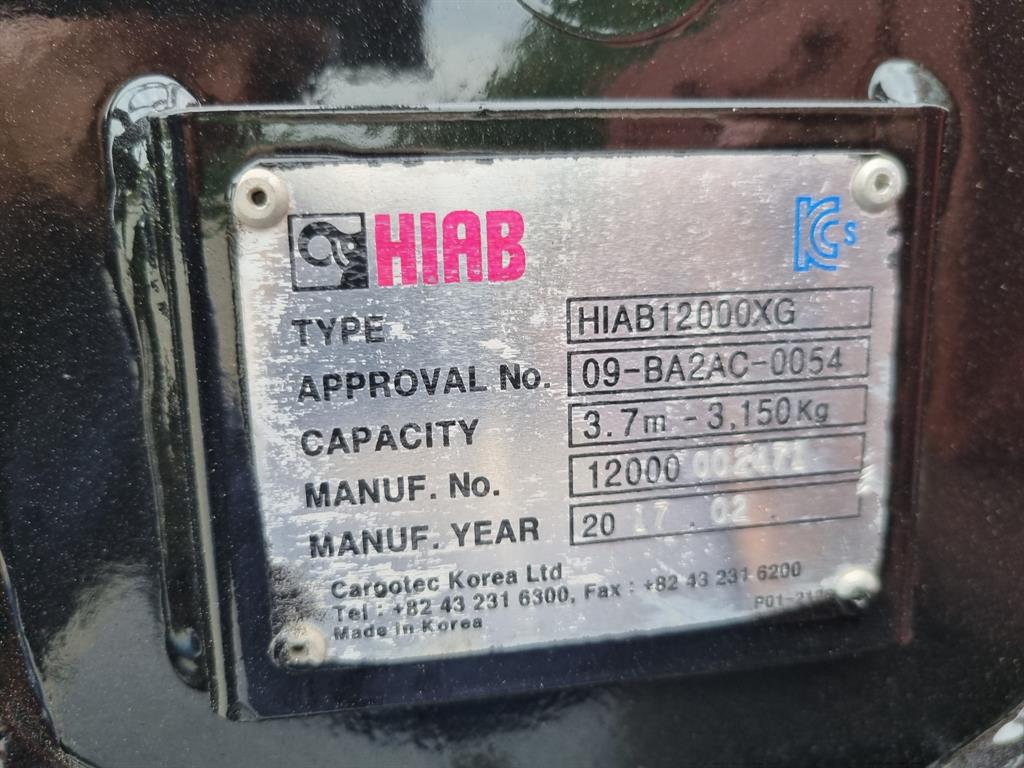 HIAB
KCs
TYPE HIAB12000XG
APPROVAL No. 09-BA2AC-0054
CAPACITY 3.7m - 3,150Kg
MANUF. No. 12000 002471
MANUF. YEAR 20 17 . 02 .
Cargotec Korea Ltd
Tel : +82 43 231 6300, Fax : +82 43 231 6200
Made In Korea